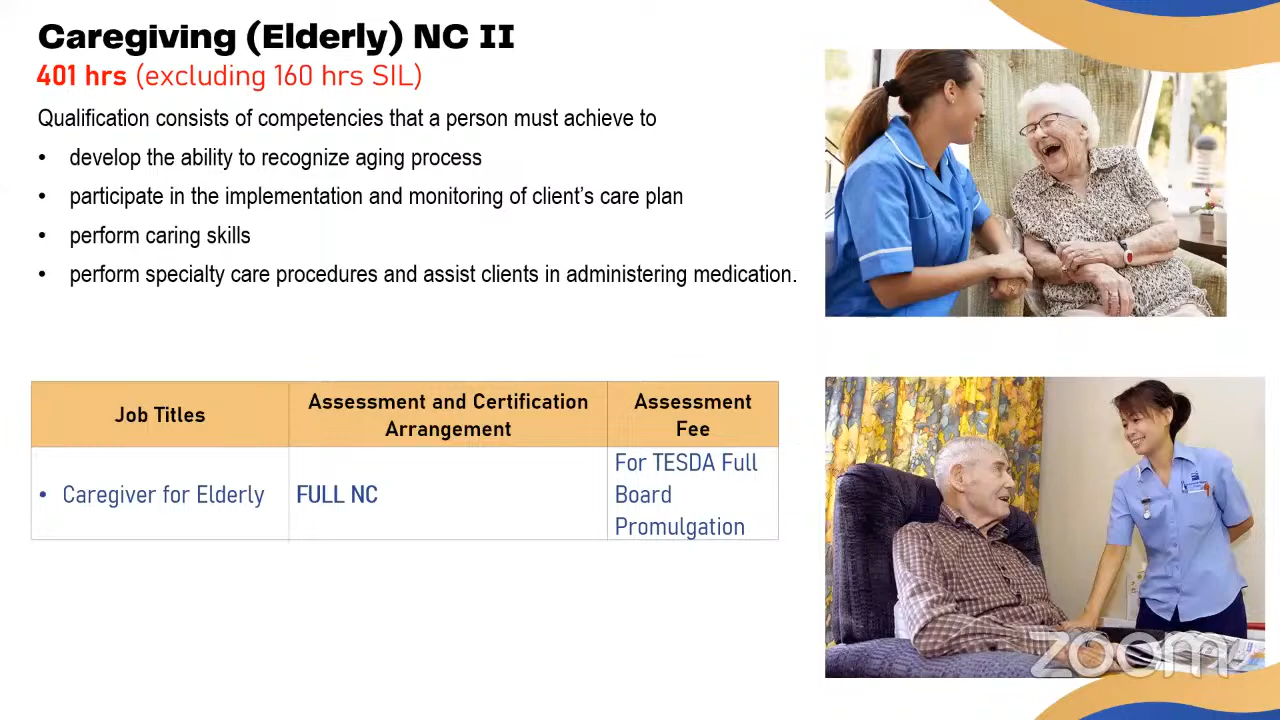 Caregiving (Elderly) NC II
401 hrs (excluding 160 hrs SIL)
Qualification consists of competencies that a person must achieve to
• develop the ability to recognize aging process
• participate in the implementation and monitoring of client's care plan
• perform caring skills
• perform specialty care procedures and assist clients in administering medication.
Job Titles
Assessment and Certification
Arrangement
Assessment
Fee
• Caregiver for Elderly
FULL NC
For TESDA Full
Board
Promulgation
zoom